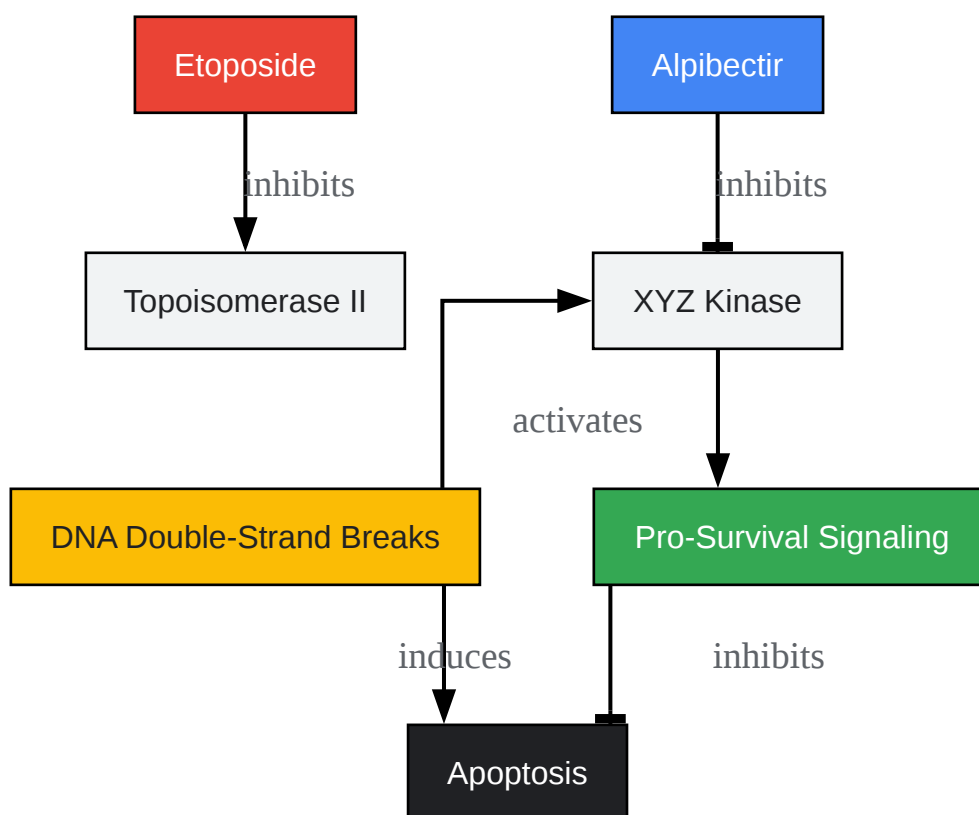 Etoposide
Alpibectir
inhibits
inhibits
Topoisomerase II
XYZ Kinase
activates
DNA Double-Strand Breaks
Pro-Survival Signaling
induces
inhibits
Apoptosis